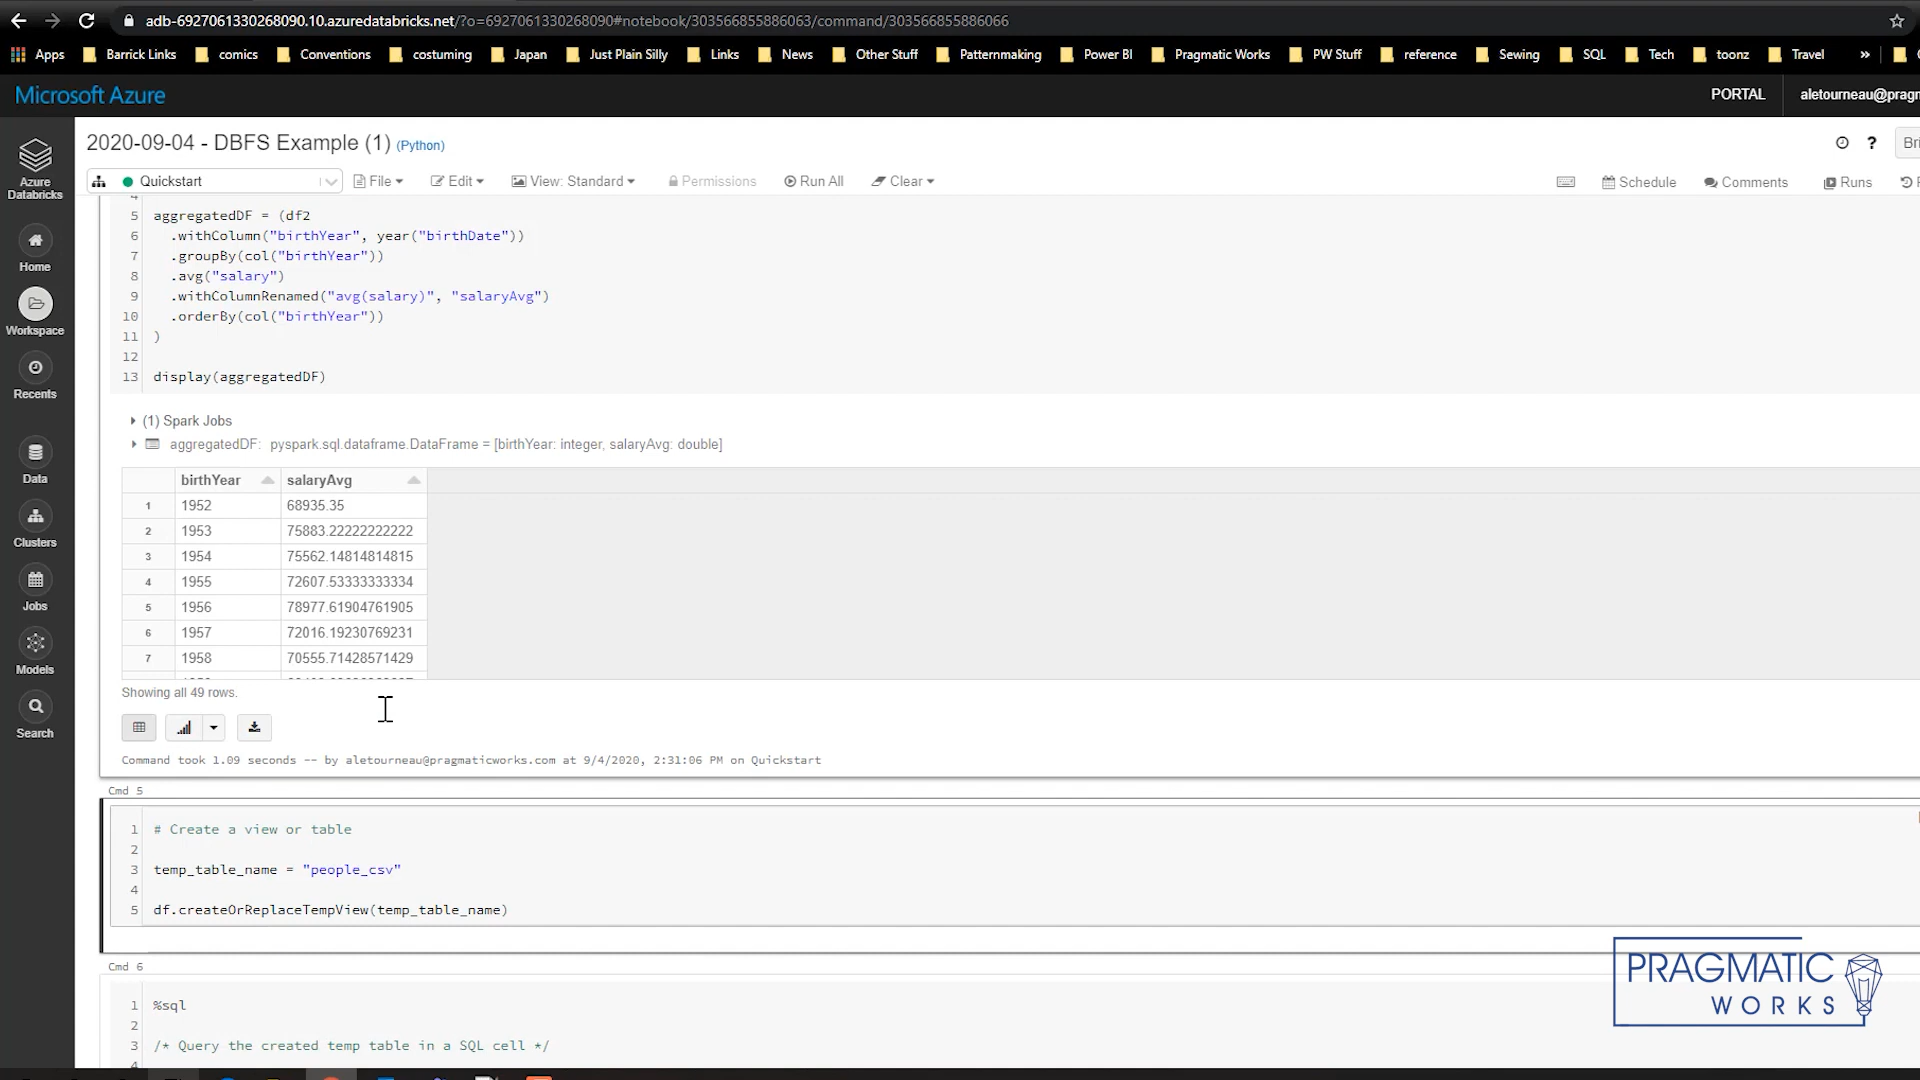 adb-6927061330268090.10.azuredatabricks.net/?o=6927061330268090#notebook/303566855886063/command/303566855886066
Apps Barrick Links comics Conventions costuming Japan Just Plain Silly Links News Other Stuff Patternmaking Power BI Pragmatic Works PW Stuff reference Sewing SQL Tech toonz Travel »
Microsoft Azure PORTAL aletourneau@pragm
2020-09-04 - DBFS Example (1) (Python) ? Bri
Quickstart File Edit View: Standard Permissions Run All Clear Schedule Comments Runs
Azure Databricks
Home
Workspace
Recents
Data
Clusters
Jobs
Models
Search
4
5 aggregatedDF = (df2
6 .withColumn("birthYear", year("birthDate"))
7 .groupBy(col("birthYear"))
8 .avg("salary")
9 .withColumnRenamed("avg(salary)", "salaryAvg")
10 .orderBy(col("birthYear"))
11 )
12
13 display(aggregatedDF)
(1) Spark Jobs
aggregatedDF: pyspark.sql.dataframe.DataFrame = [birthYear: integer, salaryAvg: double]
birthYear salaryAvg
1 1952 68935.35
2 1953 75883.22222222222
3 1954 75562.14814814815
4 1955 72607.53333333334
5 1956 78977.61904761905
6 1957 72016.19230769231
7 1958 70555.71428571429
Showing all 49 rows.
Command took 1.09 seconds -- by aletourneau@pragmaticworks.com at 9/4/2020, 2:31:06 PM on Quickstart
Cmd 5
1 # Create a view or table
2
3 temp_table_name = "people_csv"
4
5 df.createOrReplaceTempView(temp_table_name)
Cmd 6
1 %sql
2
3 /* Query the created temp table in a SQL cell */
4
PRAGMATIC
WORKS